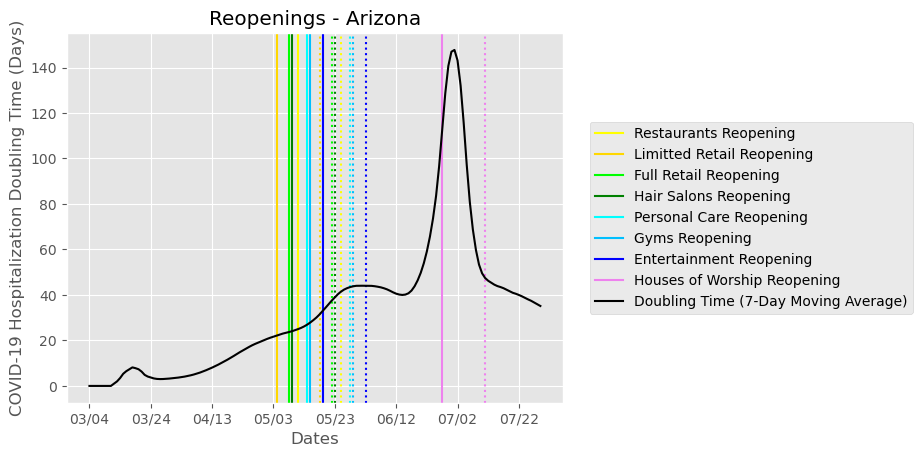 Reopenings - Arizona
COVID-19 Hospitalization Doubling Time (Days)
140
120
100
80
60
40
20
0
03/04 03/24 04/13 05/03 05/23 06/12 07/02 07/22
Dates
Restaurants Reopening
Limitted Retail Reopening
Full Retail Reopening
Hair Salons Reopening
Personal Care Reopening
Gyms Reopening
Entertainment Reopening
Houses of Worship Reopening
Doubling Time (7-Day Moving Average)